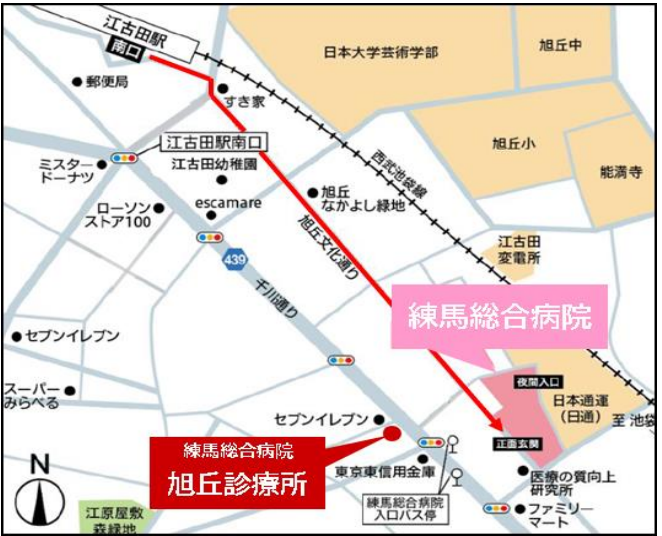 江古田駅
南口
郵便局
すき家
日本大学芸術学部
旭丘中
江古田駅南口
ミスター
ドーナツ
江古田幼稚園
旭丘小
西武池袋線
能満寺
ローソン
ストア100
escamare
旭丘
なかよし緑地
旭丘文化通り
439
千川通り
江古田
変電所
練馬総合病院
セブンイレブン
夜間入口
スーパー
みらべる
日本通運
(日通)
至 池袋
セブンイレブン
正面玄関
練馬総合病院
旭丘診療所
東京東信用金庫
医療の質向上
研究所
N
練馬総合病院
入口バス停
ファミリー
マート
江原屋敷
森緑地